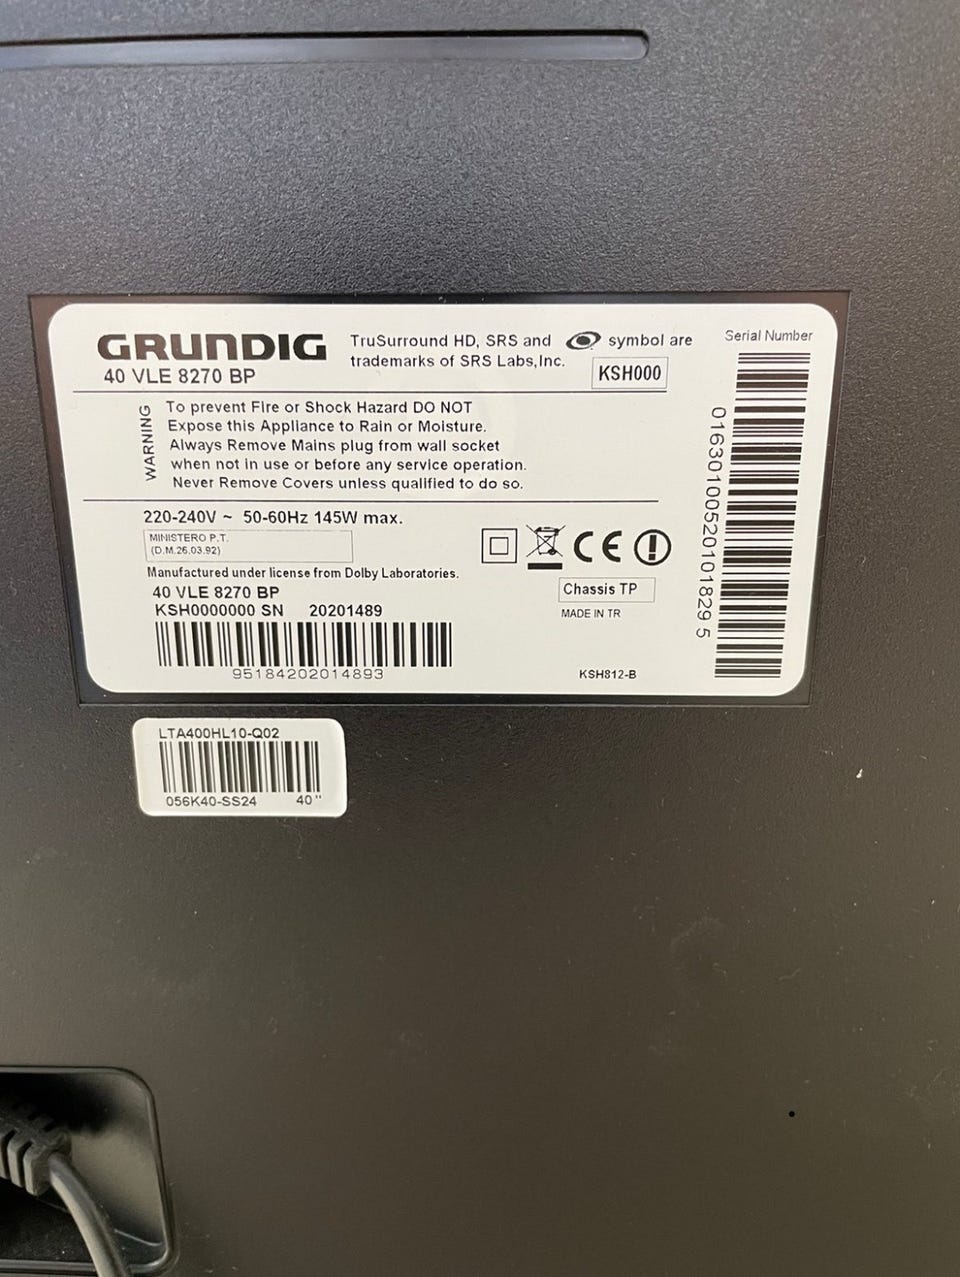 GRUNDIG
40 VLE 8270 BP
TruSurround HD, SRS and symbol are
trademarks of SRS Labs,Inc.
KSH000
Serial Number
WARNING
To prevent Fire or Shock Hazard DO NOT
Expose this Appliance to Rain or Moisture.
Always Remove Mains plug from wall socket
when not in use or before any service operation.
Never Remove Covers unless qualified to do so.
220-240V ~ 50-60Hz 145W max.
MINISTERO P.T.
(D.M.26.03.92)
CE
Manufactured under license from Dolby Laboratories.
40 VLE 8270 BP
KSH0000000 SN 20201489
95184202014893
Chassis TP
MADE IN TR
KSH812-B
01630100520101829 5
LTA400HL10-Q02
056K40-SS24 40"